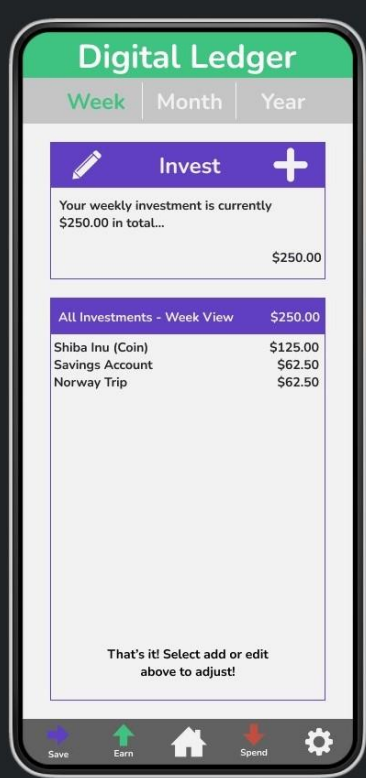 Digital Ledger
Week Month Year
Invest
Your weekly investment is currently
$250.00 in total...
$250.00
All Investments - Week View $250.00
Shiba Inu (Coin) $125.00
Savings Account $62.50
Norway Trip $62.50
That's it! Select add or edit
above to adjust!
Save Earn Spend